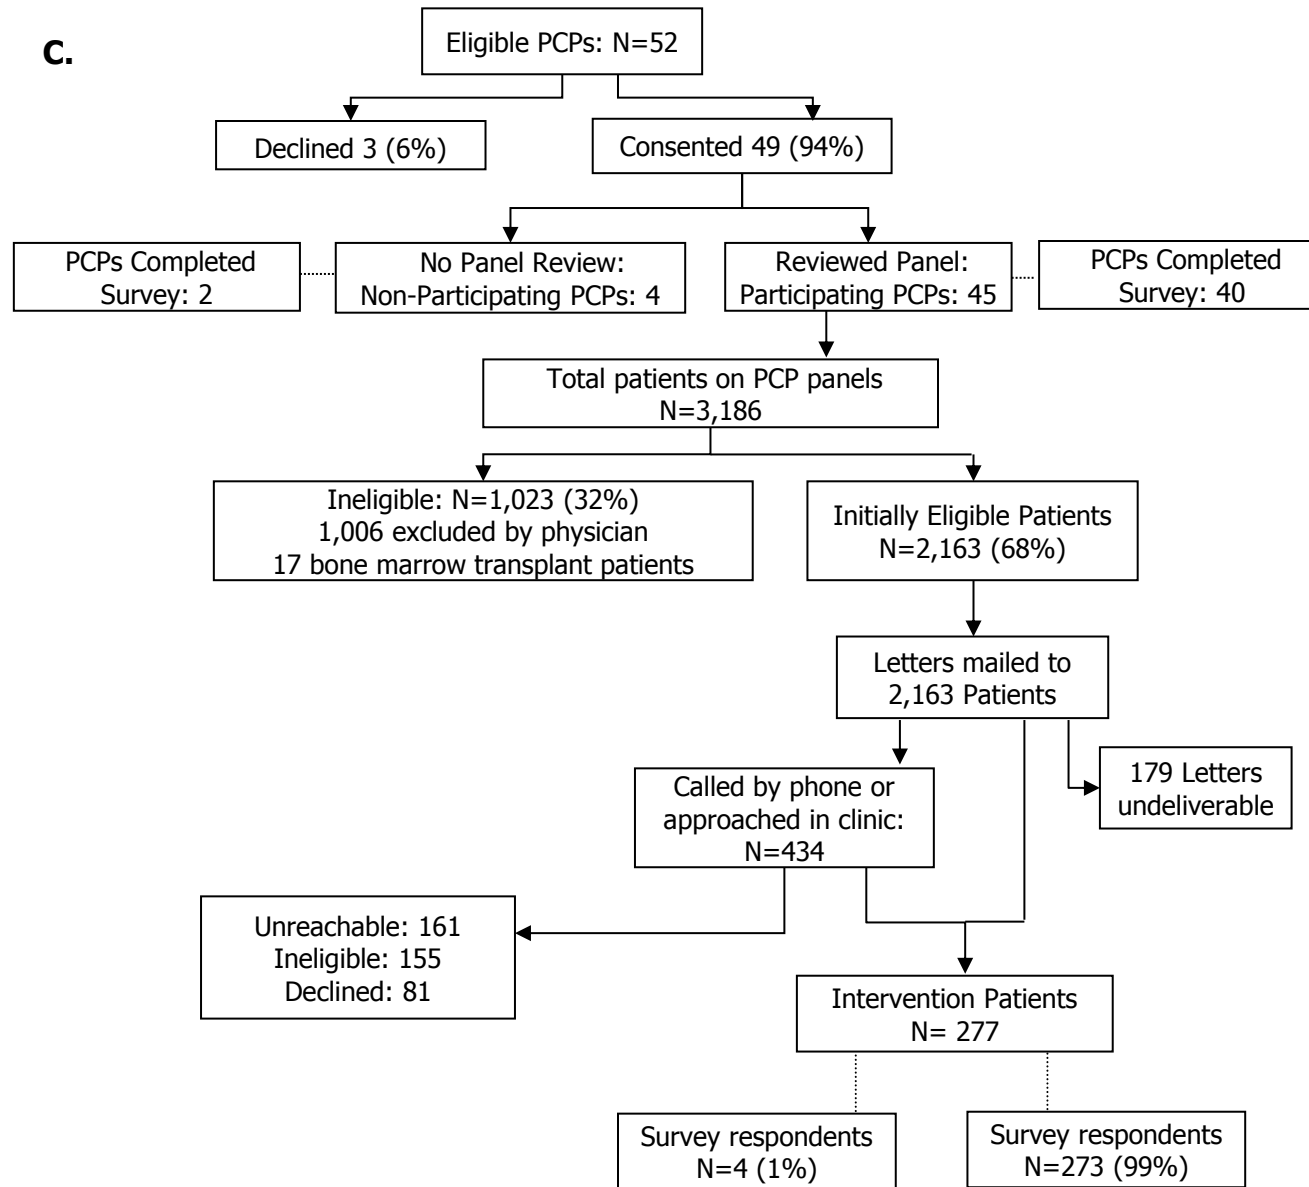 C.
Eligible PCPs: N=52
Declined 3 (6%)
Consented 49 (94%)
PCPs Completed
Survey: 2
No Panel Review:
Non-Participating PCPs: 4
Reviewed Panel:
Participating PCPs: 45
PCPs Completed
Survey: 40
Total patients on PCP panels
N=3,186
Ineligible: N=1,023 (32%)
1,006 excluded by physician
17 bone marrow transplant patients
Initially Eligible Patients
N=2,163 (68%)
Letters mailed to
2,163 Patients
179 Letters
undeliverable
Called by phone or
approached in clinic:
N=434
Unreachable: 161
Ineligible: 155
Declined: 81
Intervention Patients
N= 277
Survey respondents
N=4 (1%)
Survey respondents
N=273 (99%)